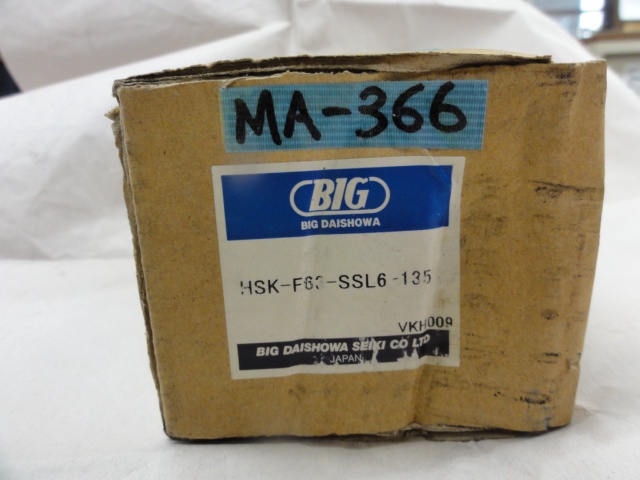 MA-366
BIG
BIG DAISHOWA
HSK-F63-SSL6-135
VKH009
BIG DAISHOWA SEIKI CO LTD
JAPAN